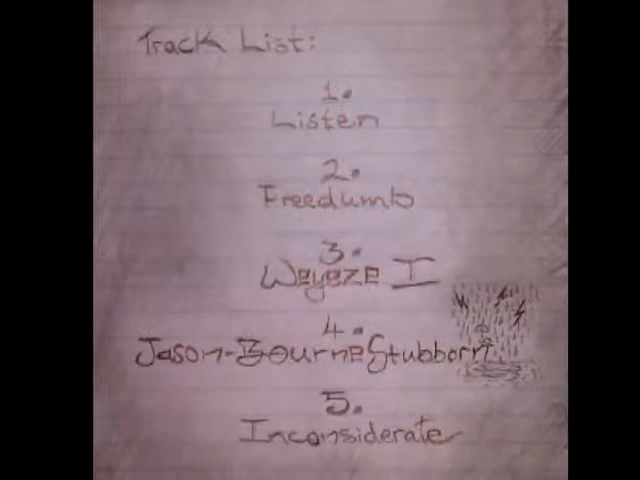 Track List:
1.
Listen
2.
Freedumb
3.
Weyeze I
4.
Jason-Bourne Stubborn
5.
Inconsiderate